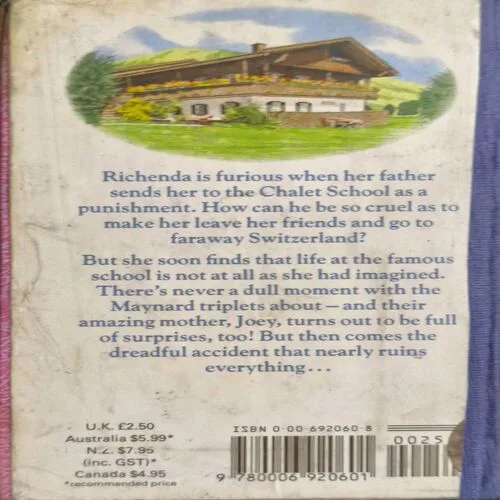 Richenda is furious when her father
sends her to the Chalet School as a
punishment. How can he be so cruel as to
make her leave her friends and go to
faraway Switzerland?
But she soon finds that life at the famous
school is not at all as she had imagined.
There's never a dull moment with the
Maynard triplets about – and their
amazing mother, Joey, turns out to be full
of surprises, too! But then comes the
dreadful accident that nearly ruins
everything...
U.K. £2.50
Australia $5.99*
N.Z. $7.95
(inc. GST)*
Canada $4.95
*recommended price
ISBN 0-00-692060-8
0025
9 780006 920601